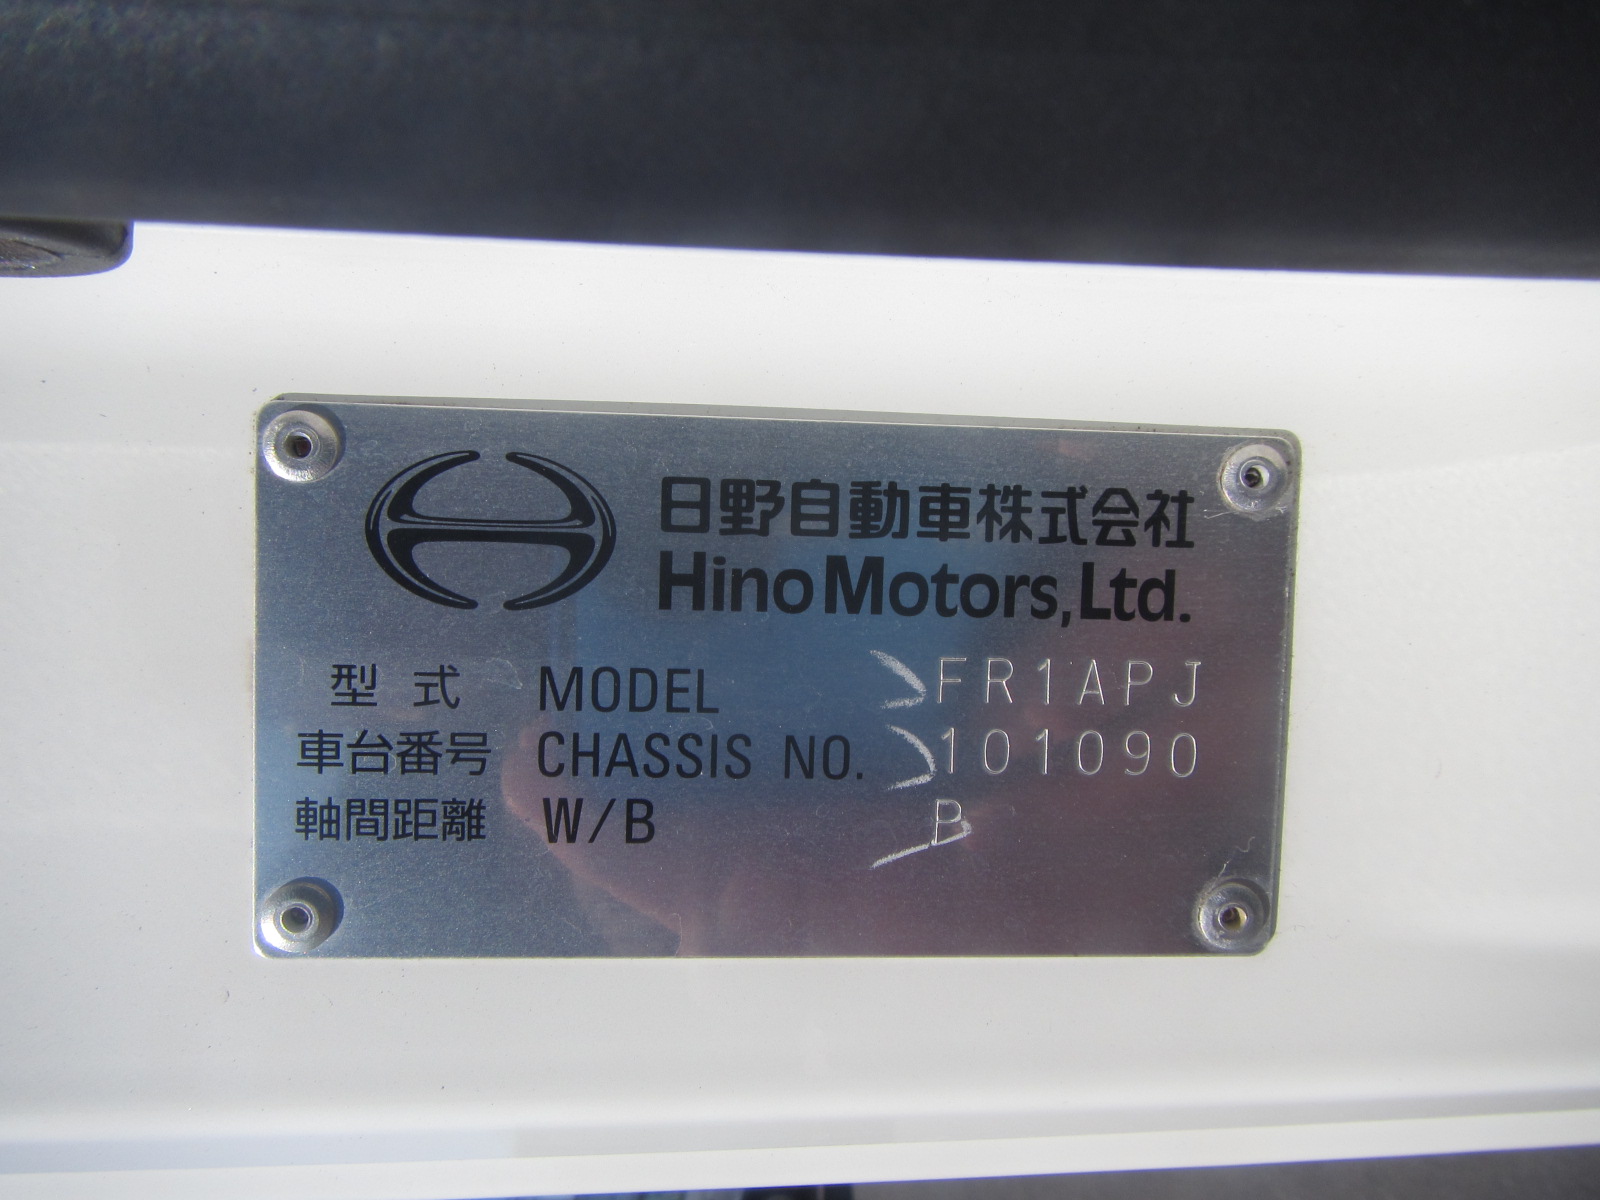 日野自動車株式会社
Hino Motors, Ltd.
型式 MODEL FR1APJ
車台番号 CHASSIS NO. 101090
軸間距離 W/B B